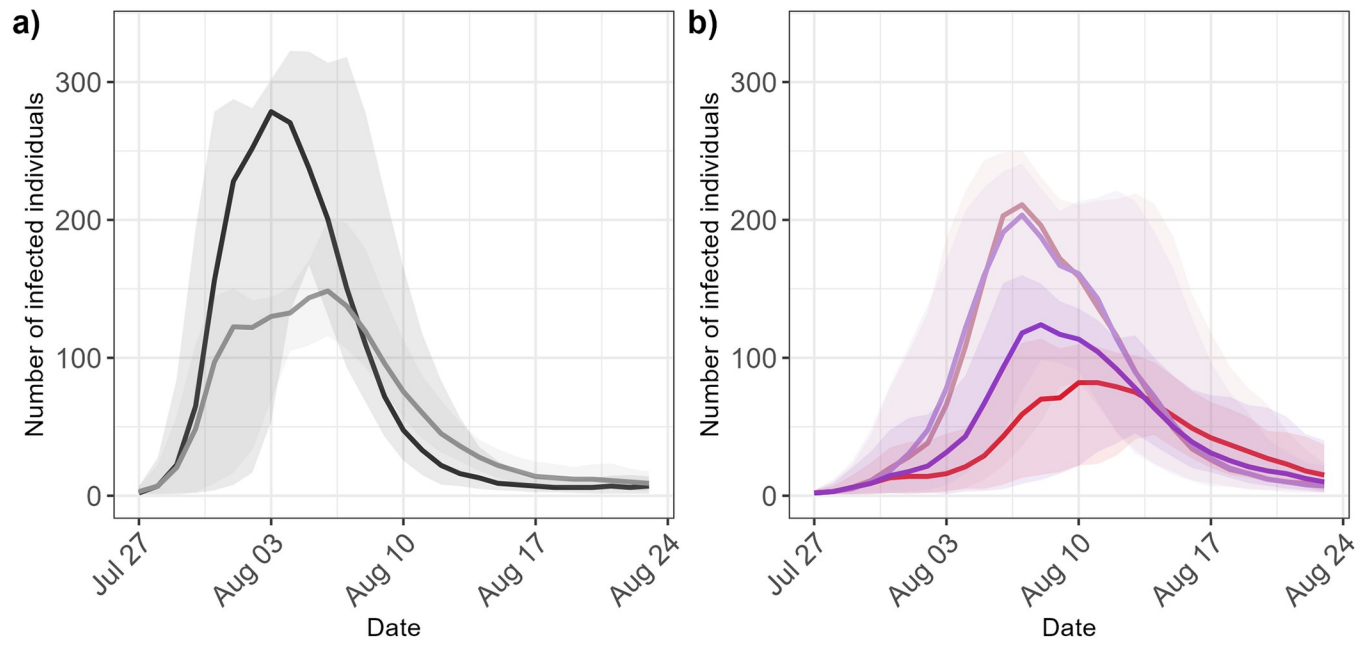 a)
Number of infected individuals
300
200
100
0
Jul 27
Aug 03
Aug 10
Aug 17
Aug 24
Date
b)
Number of infected individuals
300
200
100
0
Jul 27
Aug 03
Aug 10
Aug 17
Aug 24
Date